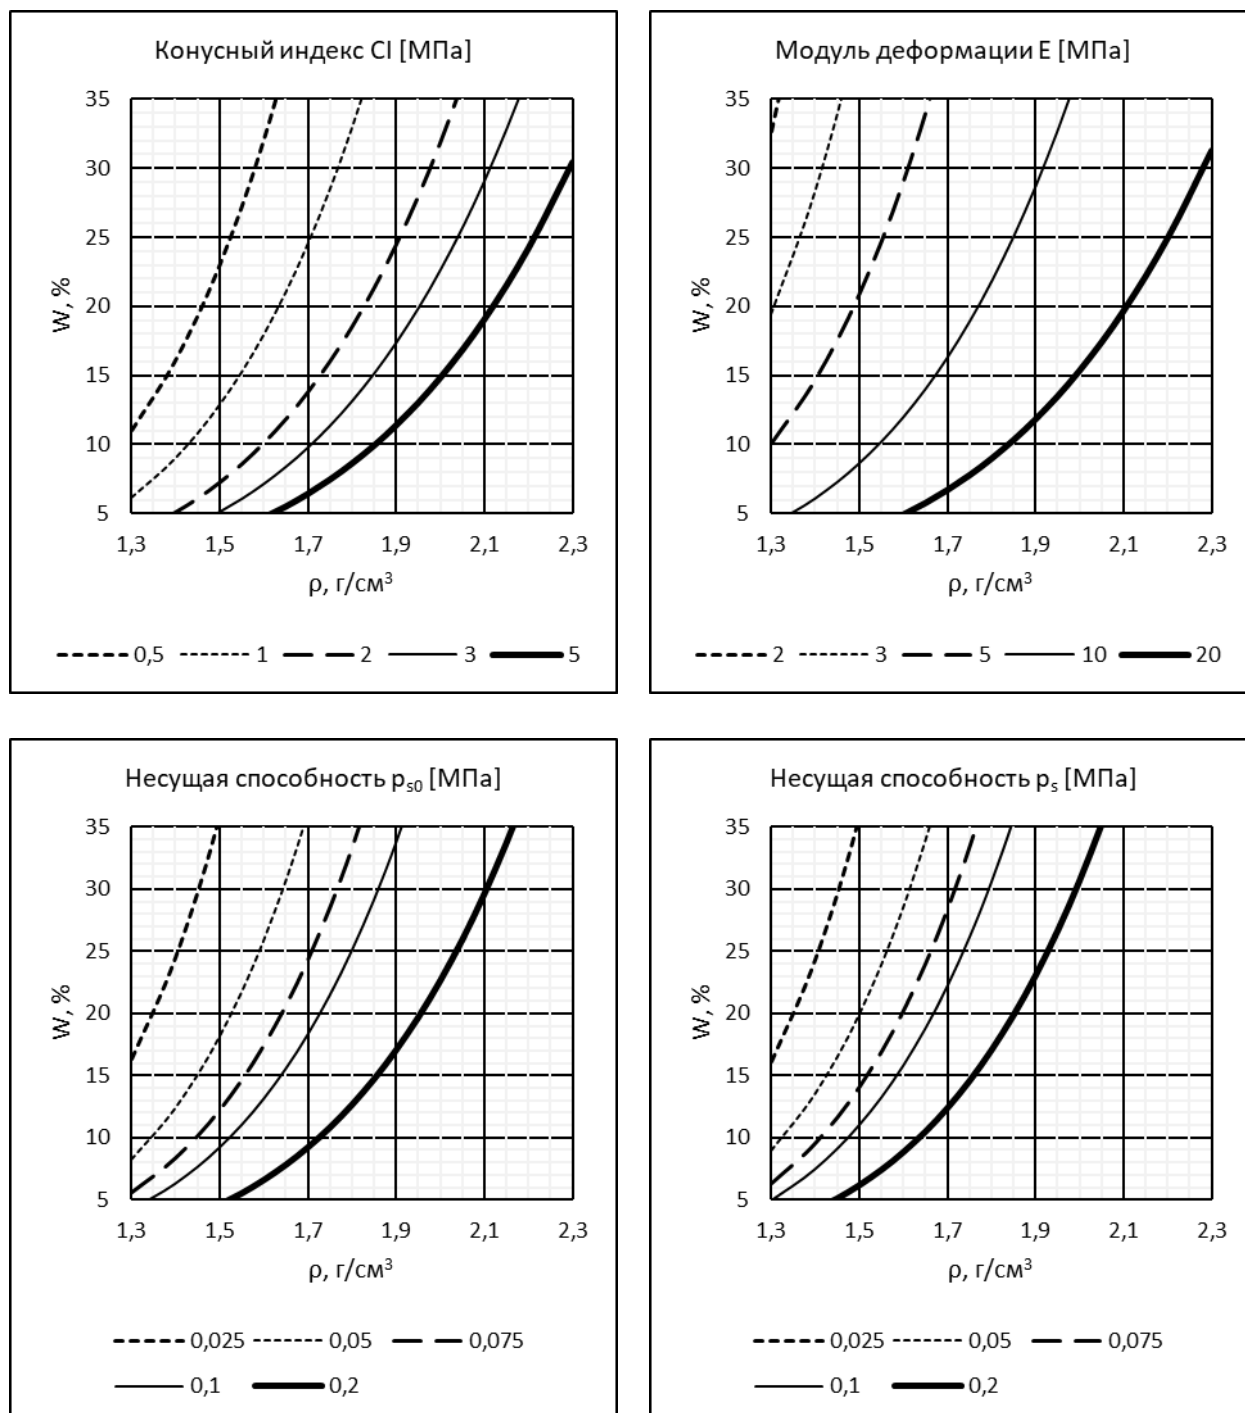 Конусный индекс CI [МПа]
35
30
25
20
15
10
5
W, %
1,3 1,5 1,7 1,9 2,1 2,3
ρ, г/см³
0,5 1 2 3 5
Модуль деформации E [МПа]
35
30
25
20
15
10
5
W, %
1,3 1,5 1,7 1,9 2,1 2,3
ρ, г/см³
2 3 5 10 20
Несущая способность pₛ₀ [МПа]
35
30
25
20
15
10
5
W, %
1,3 1,5 1,7 1,9 2,1 2,3
ρ, г/см³
0,025 0,05 0,075
0,1 0,2
Несущая способность pₛ [МПа]
35
30
25
20
15
10
5
W, %
1,3 1,5 1,7 1,9 2,1 2,3
ρ, г/см³
0,025 0,05 0,075
0,1 0,2